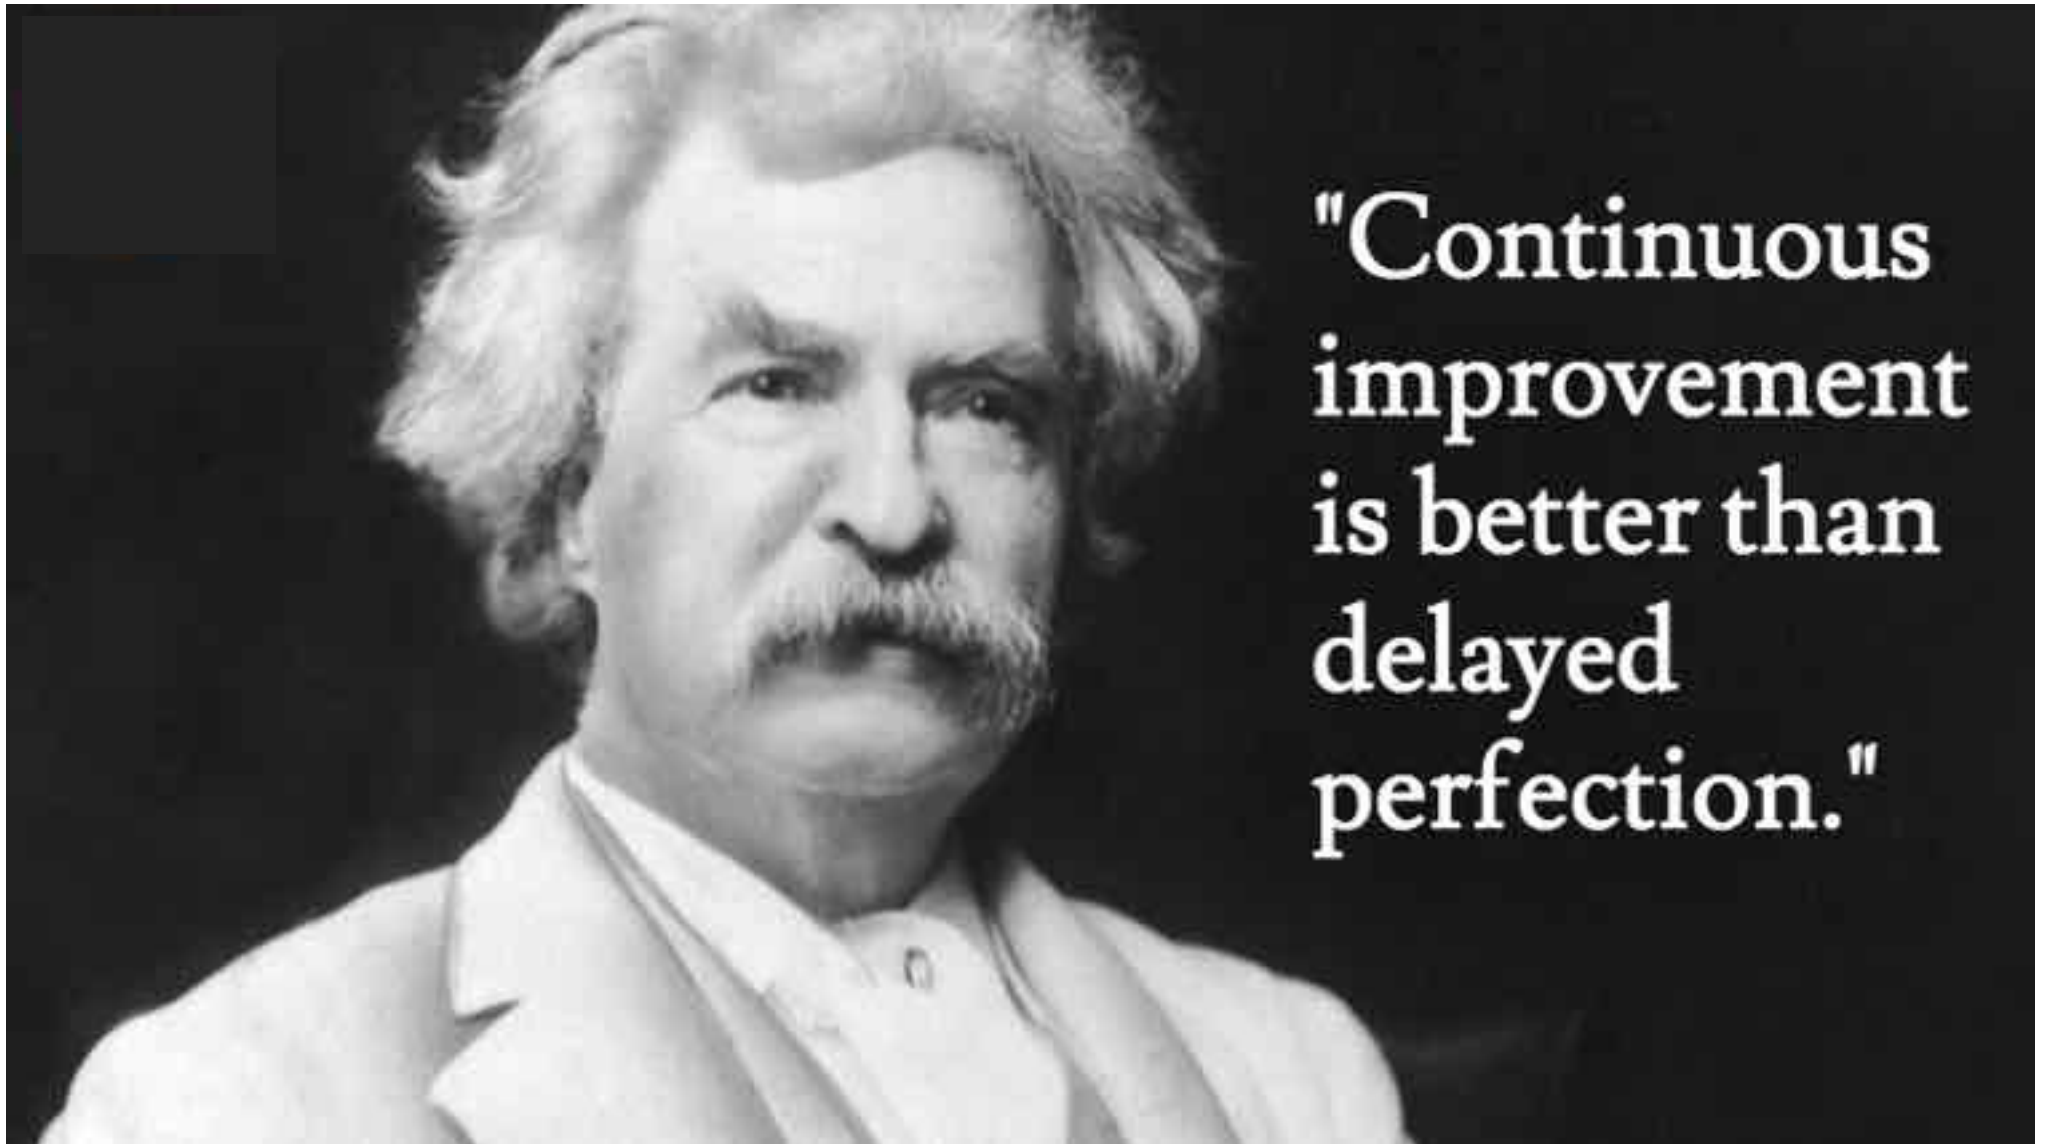 "Continuous
improvement
is better than
delayed
perfection."